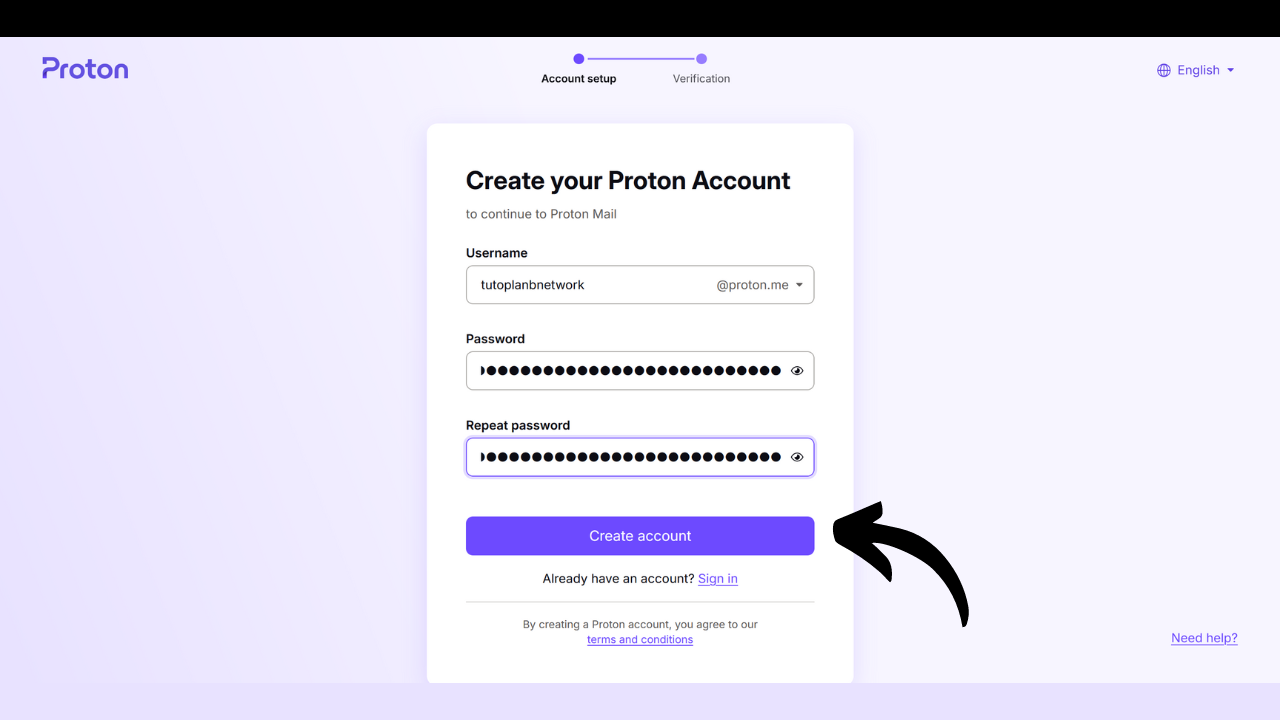 Proton
Account setup
Verification
English
Create your Proton Account
to continue to Proton Mail
Username
tutoplanbnetwork @proton.me
Password
Repeat password
Create account
Already have an account? Sign in
By creating a Proton account, you agree to our
terms and conditions
Need help?